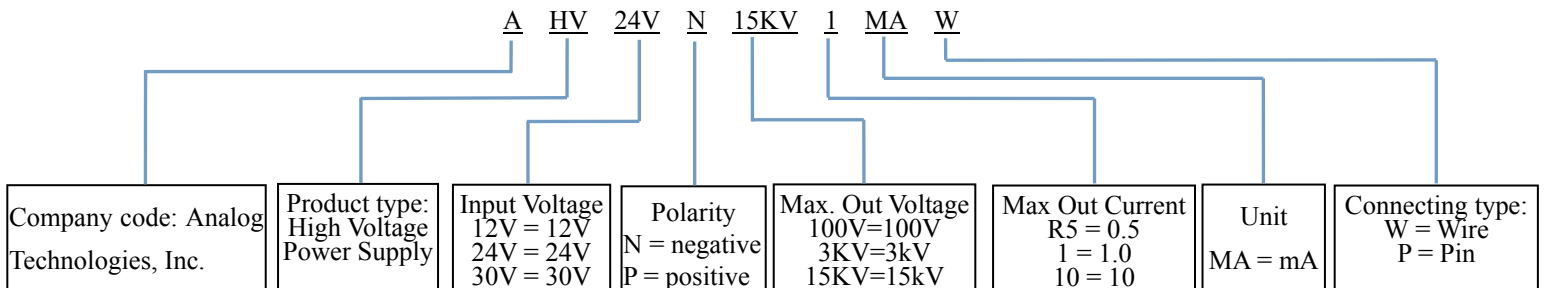 A HV 24V N 15KV 1 MA W
Company code: Analog
Technologies, Inc.
Product type:
High Voltage
Power Supply
Input Voltage
12V = 12V
24V = 24V
30V = 30V
Polarity
N = negative
P = positive
Max. Out Voltage
100V=100V
3KV=3kV
15KV=15kV
Max Out Current
R5 = 0.5
1 = 1.0
10 = 10
Unit
MA = mA
Connecting type:
W = Wire
P = Pin